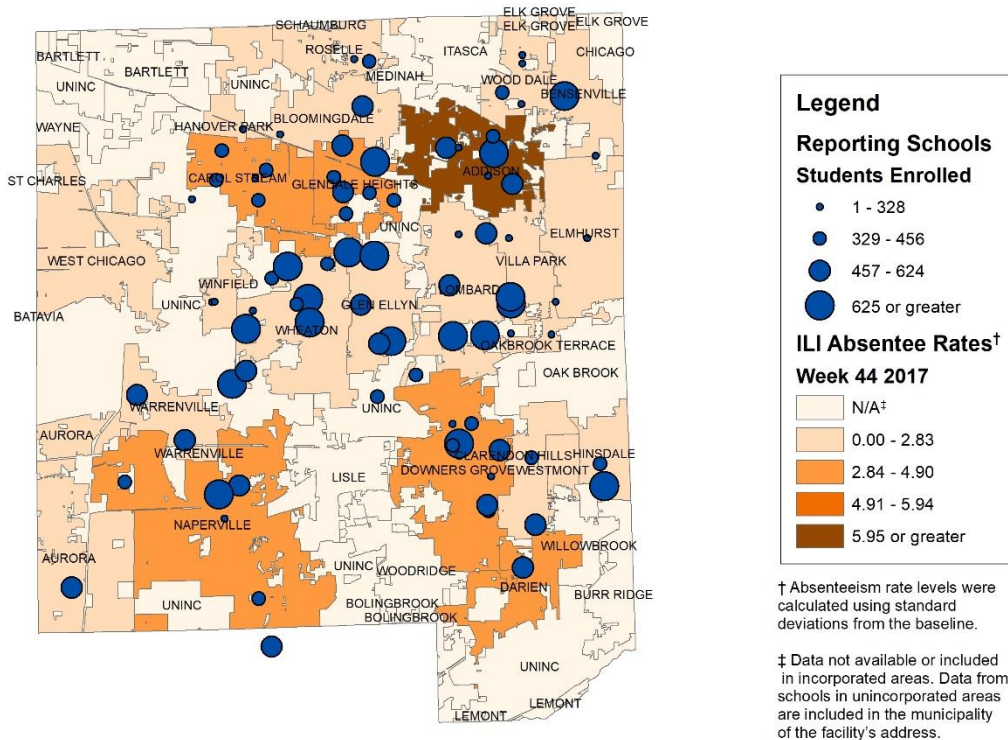 ELK GROVE
ELK GROVE
ELK GROVE
SCHAUMBURG
ROSELLE
ITASCA
CHICAGO
BARTLETT
BARTLETT
MEDINAH
UNINC
WOOD DALE
BENSENVILLE
WAYNE
HANOVER PARK
BLOOMINGDALE
ST CHARLES
CAROL STREAM
GLENDALE HEIGHTS
ADDISON
UNINC
ELMHURST
WEST CHICAGO
VILLA PARK
WINFIELD
LOMBARD
BATAVIA
UNINC
GLEN ELLYN
WHEATON
OAKBROOK TERRACE
OAK BROOK
UNINC
WARRENVILLE
AURORA
WARRENVILLE
CLARENDON HILLS
HINSDALE
DOWNERS GROVE
WESTMONT
LISLE
NAPERVILLE
WILLOWBROOK
AURORA
UNINC
WOODRIDGE
DARIEN
BURR RIDGE
UNINC
BOLINGBROOK
BOLINGBROOK
UNINC
LEMONT
LEMONT
Legend
Reporting Schools
Students Enrolled
1 - 328
329 - 456
457 - 624
625 or greater
ILI Absentee Rates†
Week 44 2017
N/A‡
0.00 - 2.83
2.84 - 4.90
4.91 - 5.94
5.95 or greater
† Absenteeism rate levels were
calculated using standard
deviations from the baseline.
‡ Data not available or included
in incorporated areas. Data from
schools in unincorporated areas
are included in the municipality
of the facility's address.